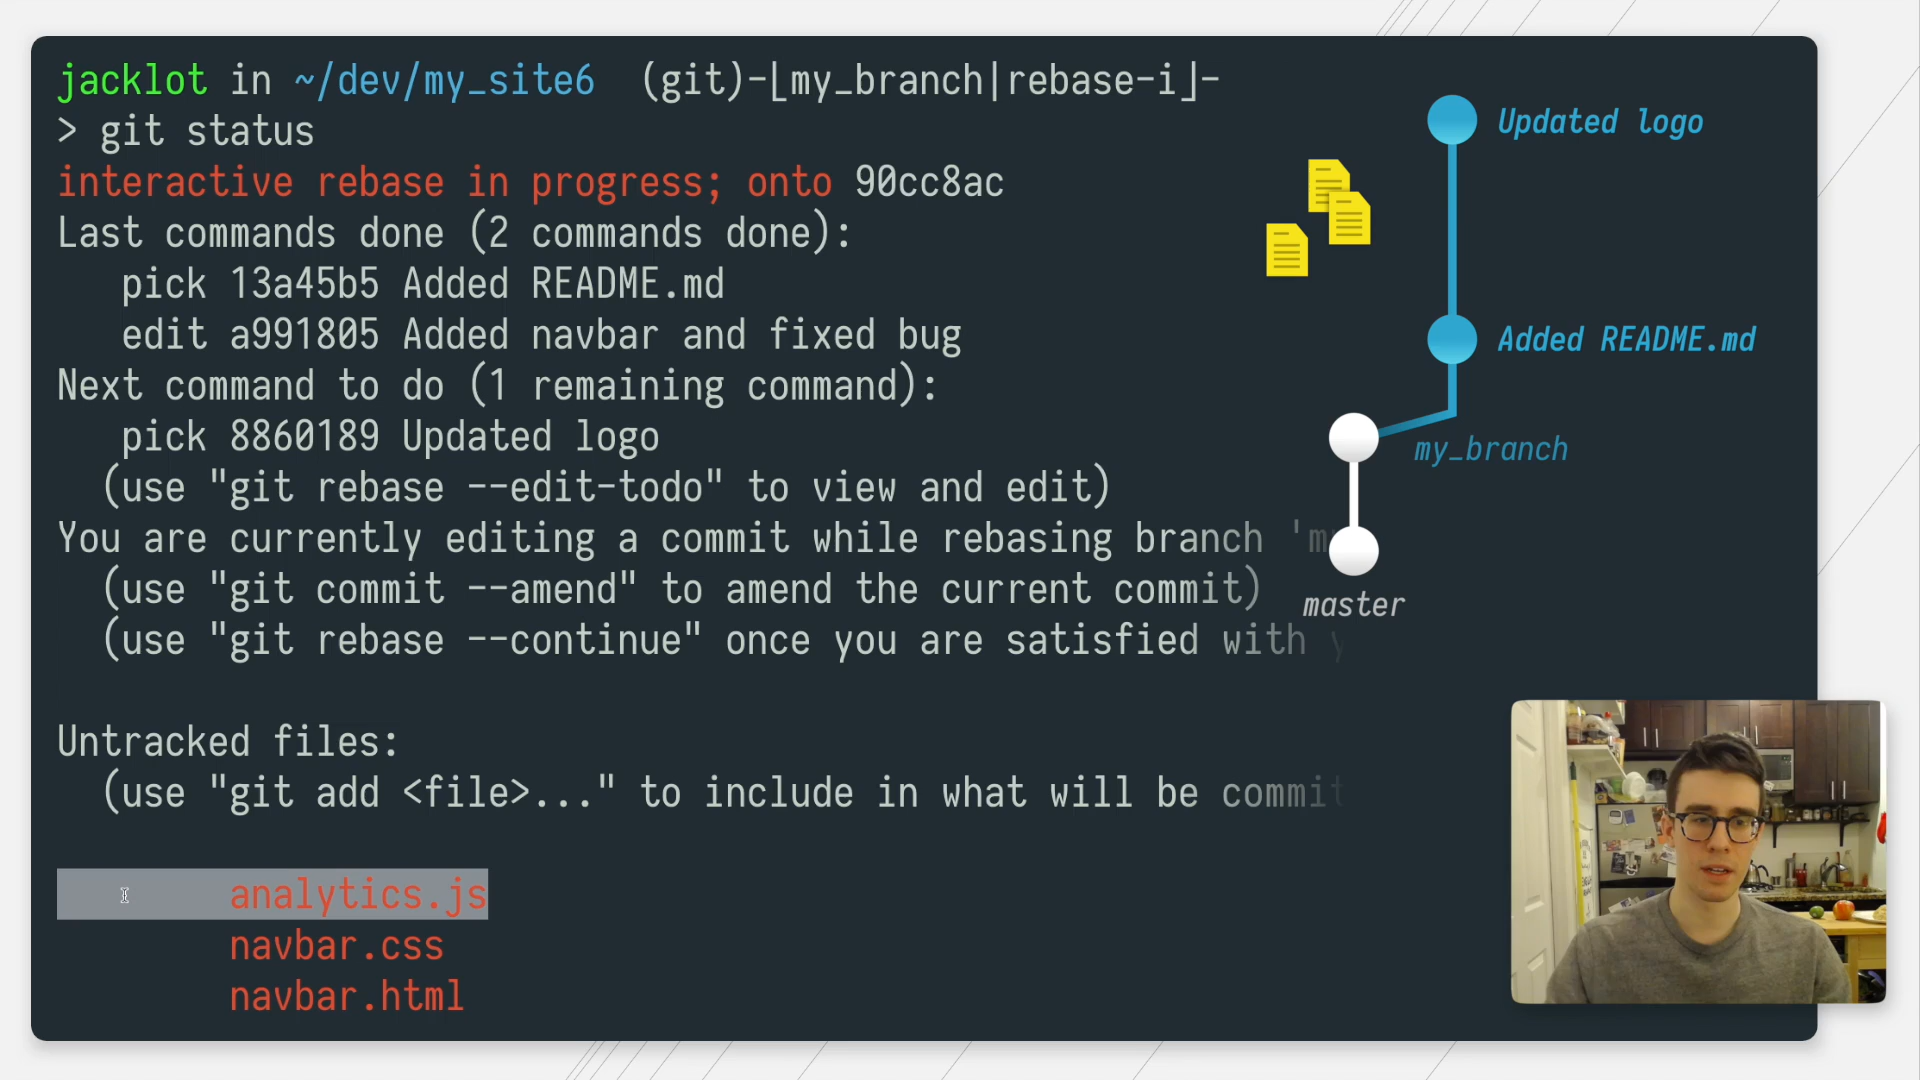 jacklot in ~/dev/my_site6 (git)-⌊my_branch|rebase-i⌋-
> git status
interactive rebase in progress; onto 90cc8ac
Last commands done (2 commands done):
pick 13a45b5 Added README.md
edit a991805 Added navbar and fixed bug
Next command to do (1 remaining command):
pick 8860189 Updated logo
(use "git rebase --edit-todo" to view and edit)
You are currently editing a commit while rebasing branch
(use "git commit --amend" to amend the current commit)
(use "git rebase --continue" once you are satisfied with
Untracked files:
(use "git add <file>..." to include in what will be commit
analytics.js
navbar.css
navbar.html
Updated logo
Added README.md
my_branch
master